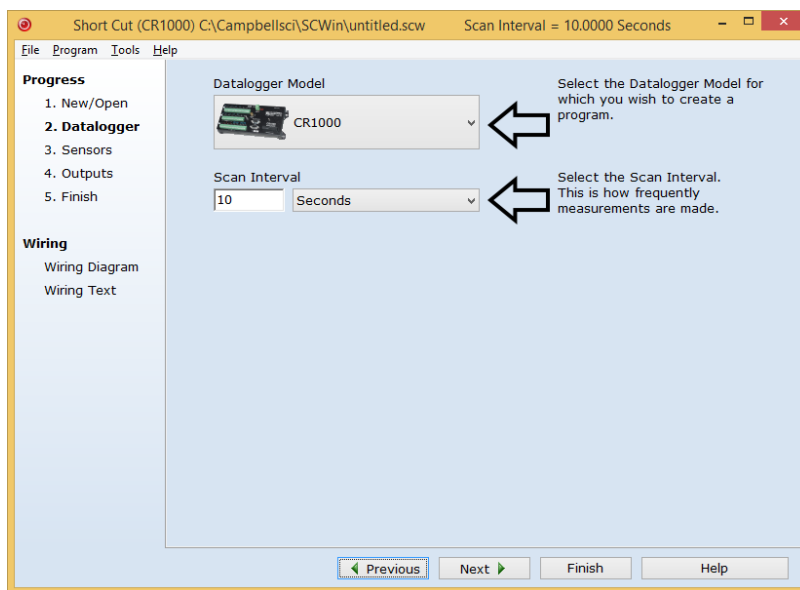 Short Cut (CR1000) C:\Campbellsci\SCWin\untitled.scw Scan Interval = 10.0000 Seconds
File Program Tools Help
Progress
1. New/Open
2. Datalogger
3. Sensors
4. Outputs
5. Finish
Wiring
Wiring Diagram
Wiring Text
Datalogger Model
CR1000
Select the Datalogger Model for
which you wish to create a
program.
Scan Interval
10 Seconds
Select the Scan Interval.
This is how frequently
measurements are made.
Previous Next Finish Help